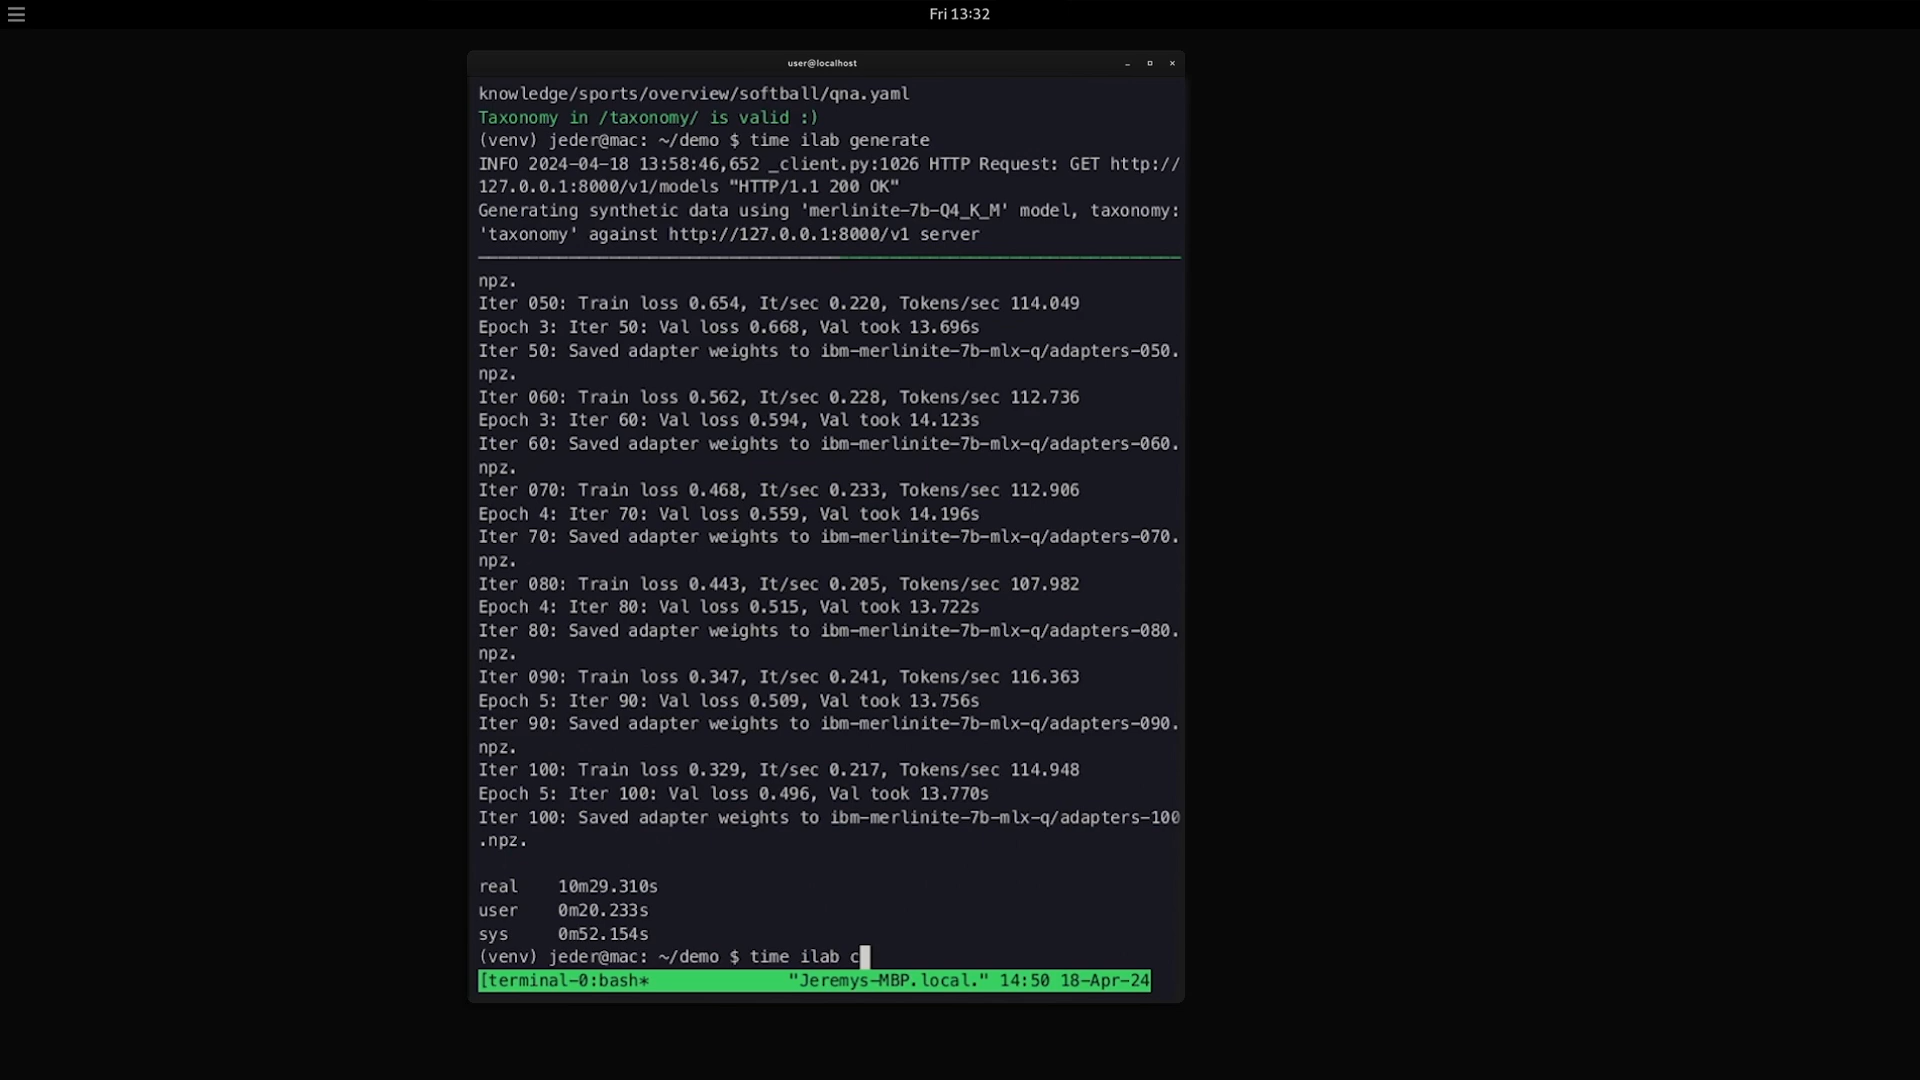 Fri 13:32
user@localhost
knowledge/sports/overview/softball/qna.yaml
Taxonomy in /taxonomy/ is valid :)
(venv) jeder@mac: ~/demo $ time ilab generate
INFO 2024-04-18 13:58:46,652 _client.py:1026 HTTP Request: GET http://
127.0.0.1:8000/v1/models "HTTP/1.1 200 OK"
Generating synthetic data using 'merlinite-7b-Q4_K_M' model, taxonomy:
'taxonomy' against http://127.0.0.1:8000/v1 server
npz.
Iter 050: Train loss 0.654, It/sec 0.220, Tokens/sec 114.049
Epoch 3: Iter 50: Val loss 0.668, Val took 13.696s
Iter 50: Saved adapter weights to ibm-merlinite-7b-mlx-q/adapters-050.
npz.
Iter 060: Train loss 0.562, It/sec 0.228, Tokens/sec 112.736
Epoch 3: Iter 60: Val loss 0.594, Val took 14.123s
Iter 60: Saved adapter weights to ibm-merlinite-7b-mlx-q/adapters-060.
npz.
Iter 070: Train loss 0.468, It/sec 0.233, Tokens/sec 112.906
Epoch 4: Iter 70: Val loss 0.559, Val took 14.196s
Iter 70: Saved adapter weights to ibm-merlinite-7b-mlx-q/adapters-070.
npz.
Iter 080: Train loss 0.443, It/sec 0.205, Tokens/sec 107.982
Epoch 4: Iter 80: Val loss 0.515, Val took 13.722s
Iter 80: Saved adapter weights to ibm-merlinite-7b-mlx-q/adapters-080.
npz.
Iter 090: Train loss 0.347, It/sec 0.241, Tokens/sec 116.363
Epoch 5: Iter 90: Val loss 0.509, Val took 13.756s
Iter 90: Saved adapter weights to ibm-merlinite-7b-mlx-q/adapters-090.
npz.
Iter 100: Train loss 0.329, It/sec 0.217, Tokens/sec 114.948
Epoch 5: Iter 100: Val loss 0.496, Val took 13.770s
Iter 100: Saved adapter weights to ibm-merlinite-7b-mlx-q/adapters-100
.npz.
real 10m29.310s
user 0m20.233s
sys 0m52.154s
(venv) jeder@mac: ~/demo $ time ilab c
[terminal-0:bash* "Jeremys-MBP.local." 14:50 18-Apr-24